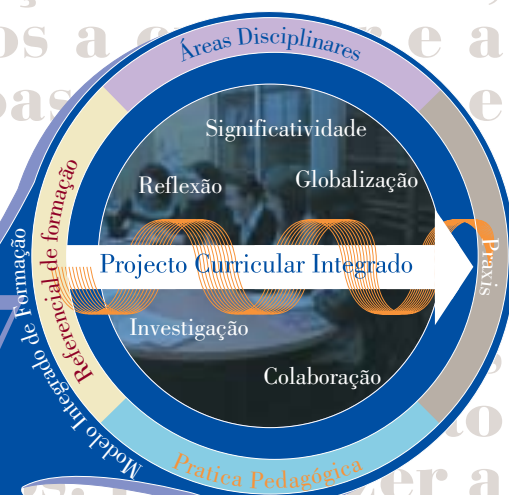 Áreas Disciplinares
Significatividade
Reflexão
Globalização
Projecto Curricular Integrado
Praxis
Investigação
Colaboração
Pratica Pedagógica
Referencial de formação
Modelo Integrado de Formação